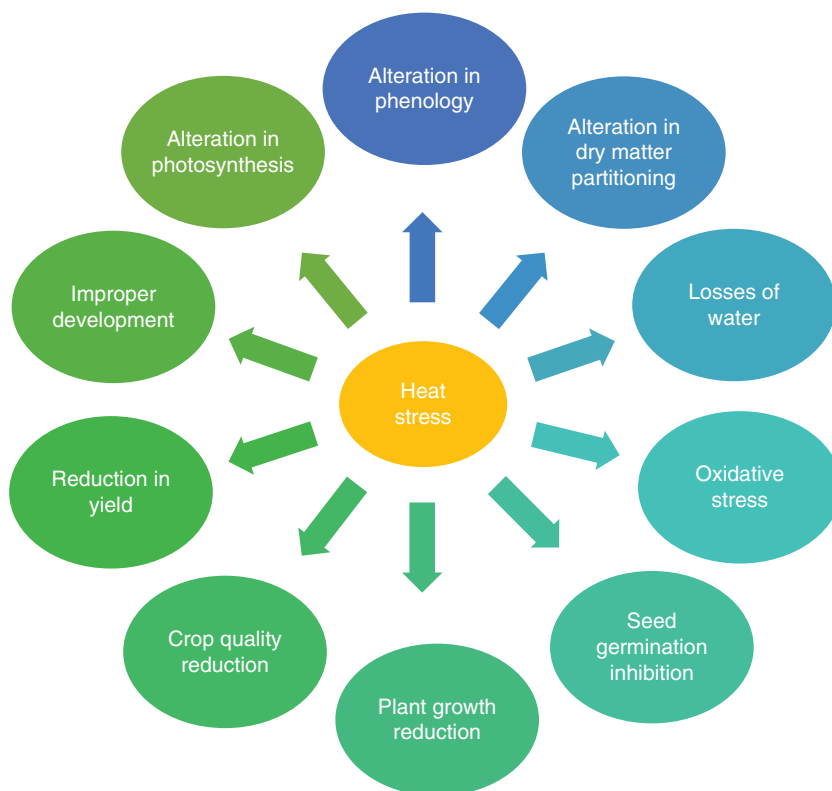 Alteration in
phenology
Alteration in
dry matter
partitioning
Losses of
water
Oxidative
stress
Seed
germination
inhibition
Plant growth
reduction
Crop quality
reduction
Reduction in
yield
Improper
development
Alteration in
photosynthesis
Heat
stress